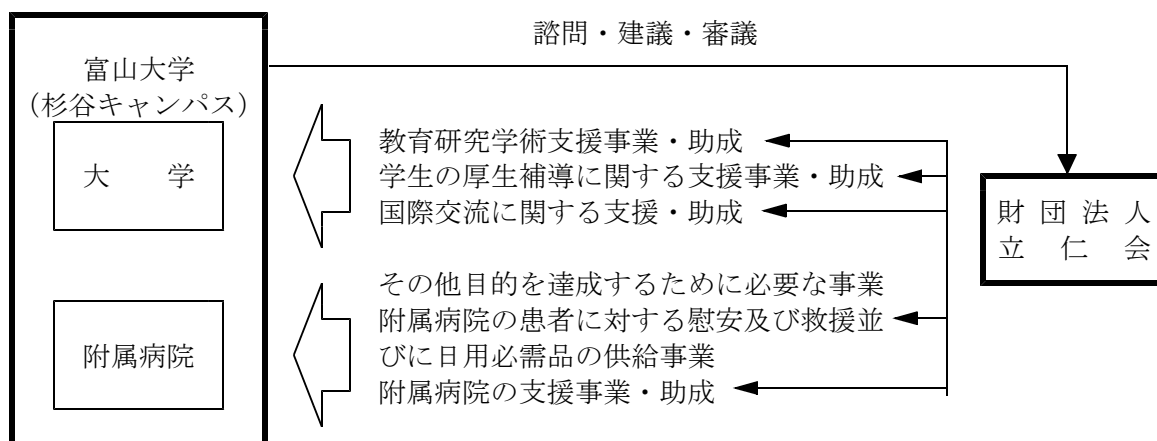 諮問・建議・審議
富山大学
(杉谷キャンパス)
大　学
教育研究学術支援事業・助成
学生の厚生補導に関する支援事業・助成
国際交流に関する支援・助成
財団法人
立仁会
その他目的を達成するために必要な事業
附属病院の患者に対する慰安及び救援並
びに日用必需品の供給事業
附属病院の支援事業・助成
附属病院